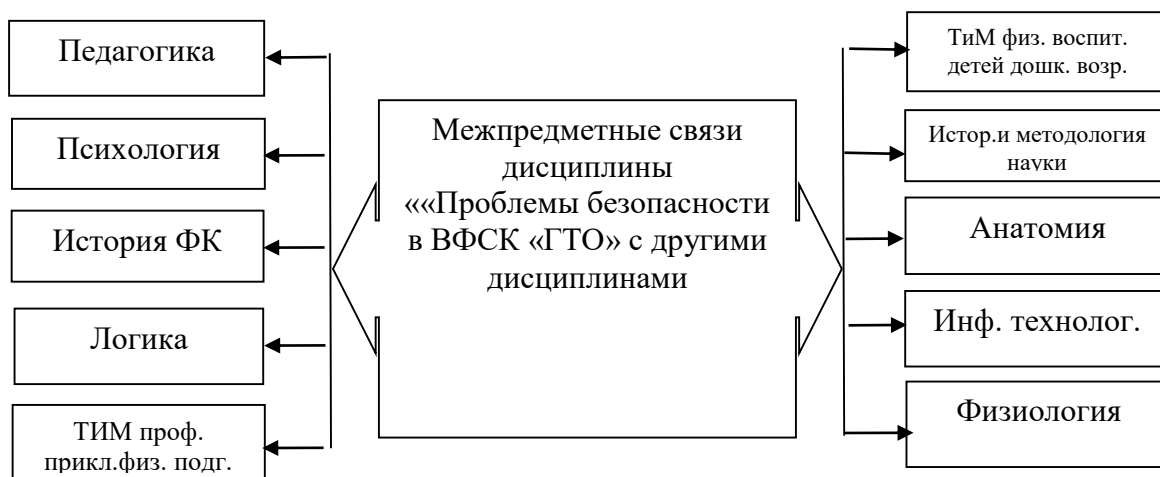 Педагогика
Психология
История ФК
Логика
ТИМ проф.
прикл.физ. подг.
Межпредметные связи
дисциплины
««Проблемы безопасности
в ВФСК «ГТО» с другими
дисциплинами
ТиМ физ. воспит.
детей дошк. возр.
Истор.и методология
науки
Анатомия
Инф. технолог.
Физиология